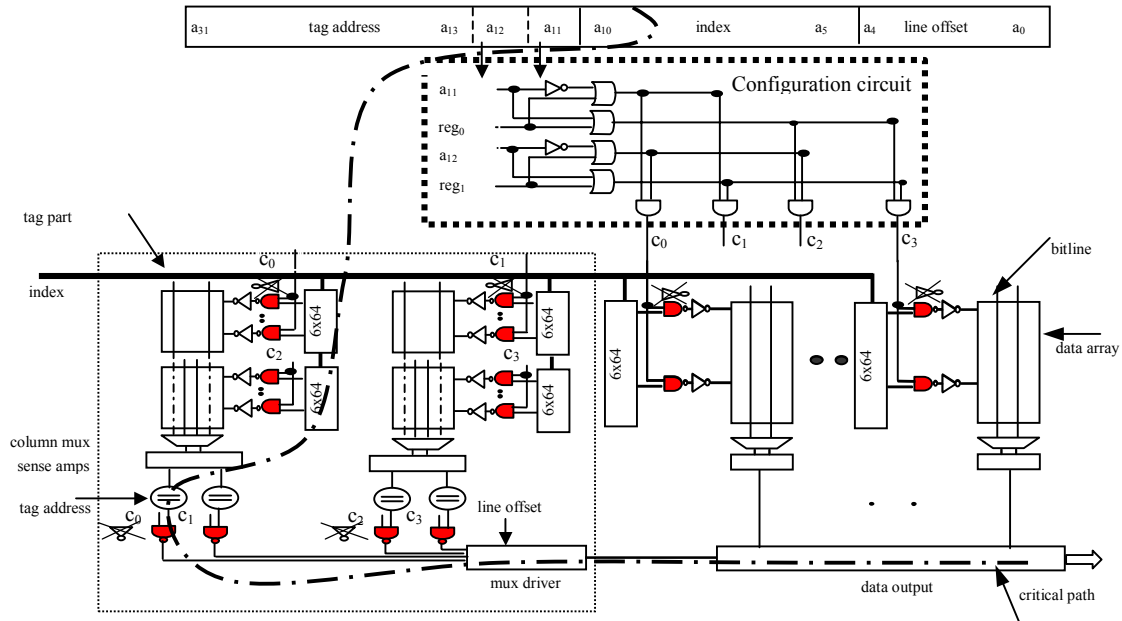 a31 tag address a13 a12 a11 a10 index a5 a4 line offset a0
Configuration circuit
a11
reg0
a12
reg1
tag part
c0 c1 c2 c3
bitline
c0 c1
index
6x64 6x64 6x64 6x64
data array
c2 c3
6x64 6x64
column mux
sense amps
tag address
line offset
c0 c1 c2 c3
mux driver
data output
critical path